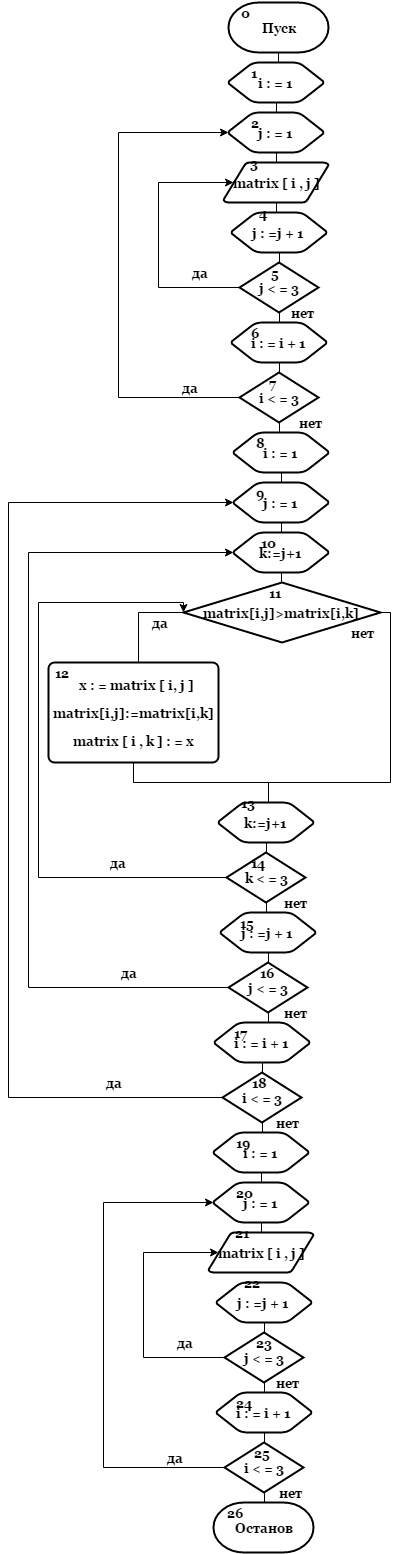 0
Пуск
1
i : = 1
2
j : = 1
3
matrix [ i , j ]
4
j : =j + 1
5
j < = 3
да
нет
6
i : = i + 1
7
i < = 3
да
нет
8
i : = 1
9
j : = 1
10
k:=j+1
11
matrix[i,j]>matrix[i,k]
да
нет
12
x : = matrix [ i, j ]
matrix[i,j]:=matrix[i,k]
matrix [ i , k ] : = x
13
k:=j+1
14
k < = 3
да
нет
15
j : =j + 1
16
j < = 3
да
нет
17
i : = i + 1
18
i < = 3
да
нет
19
i : = 1
20
j : = 1
21
matrix [ i , j ]
22
j : =j + 1
23
j < = 3
да
нет
24
i : = i + 1
25
i < = 3
да
нет
26
Останов